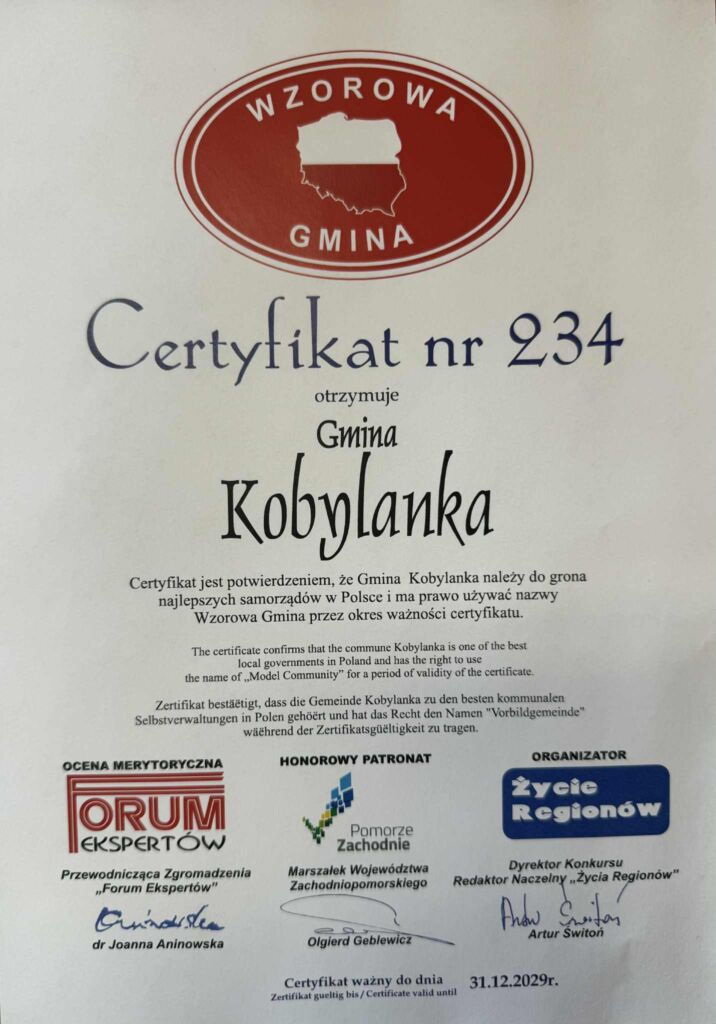 WZOROWA
GMINA
Certyfikat nr 234
otrzymuje
Gmina
Kobylanka
Certyfikat jest potwierdzeniem, że Gmina Kobylanka należy do grona
najlepszych samorządów w Polsce i ma prawo używać nazwy
Wzorowa Gmina przez okres ważności certyfikatu.
The certificate confirms that the commune Kobylanka is one of the best
local governments in Poland and has the right to use
the name of „Model Community” for a period of validity of the certificate.
Zertifikat bestäetigt, dass die Gemeinde Kobylanka zu den besten kommunalen
Selbstverwaltungen in Polen gehöert und hat das Recht den Namen "Vorbildgemeinde"
wäehrend der Zertifikatsgüeltigkeit zu tragen.
OCENA MERYTORYCZNA
FORUM
EKSPERTÓW
Przewodnicząca Zgromadzenia
„Forum Ekspertów”
dr Joanna Aninowska
HONOROWY PATRONAT
Pomorze
Zachodnie
Marszałek Województwa
Zachodniopomorskiego
Olgierd Geblewicz
ORGANIZATOR
Życie
Regionów
Dyrektor Konkursu
Redaktor Naczelny „Życia Regionów”
Artur Świtoń
Artur Świtoń
Certyfikat ważny do dnia 31.12.2029r.
Zertifikat gueltig bis / Certificate valid until